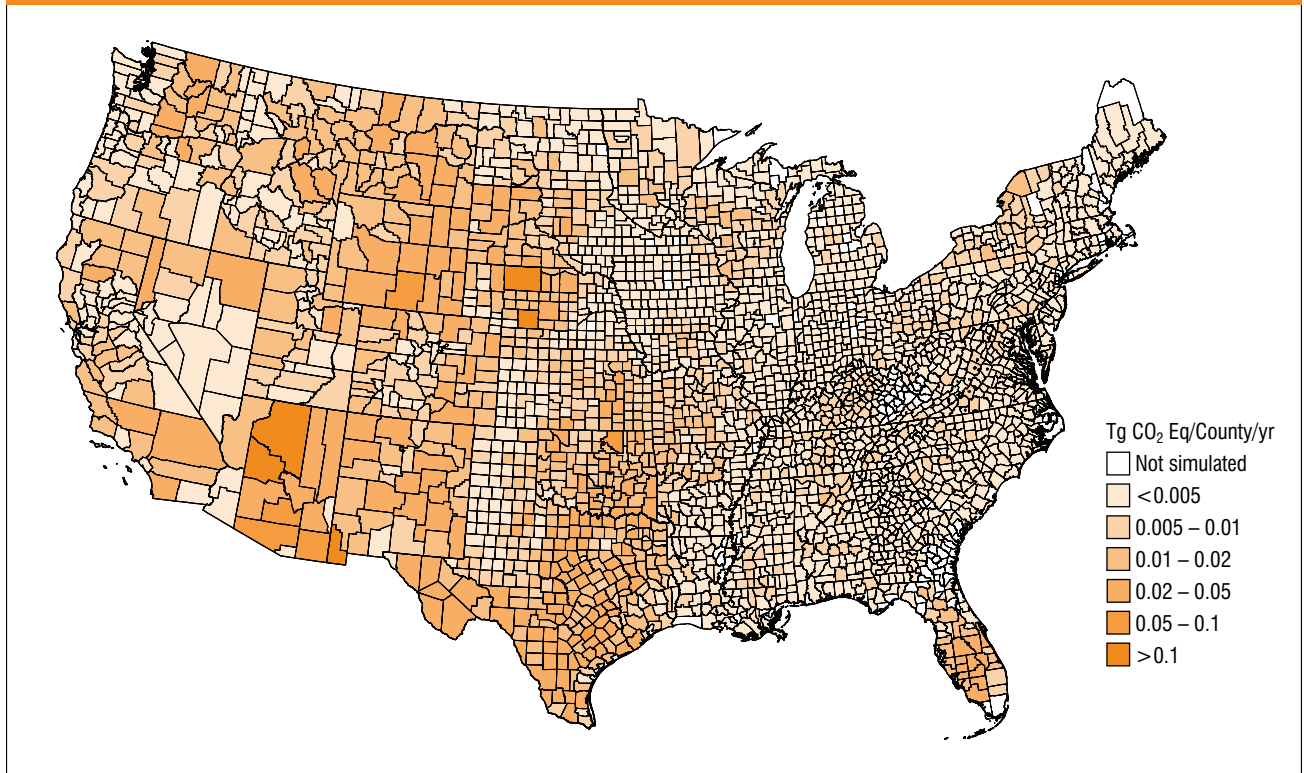 Tg CO₂ Eq/County/yr
Not simulated
<0.005
0.005 – 0.01
0.01 – 0.02
0.02 – 0.05
0.05 – 0.1
>0.1